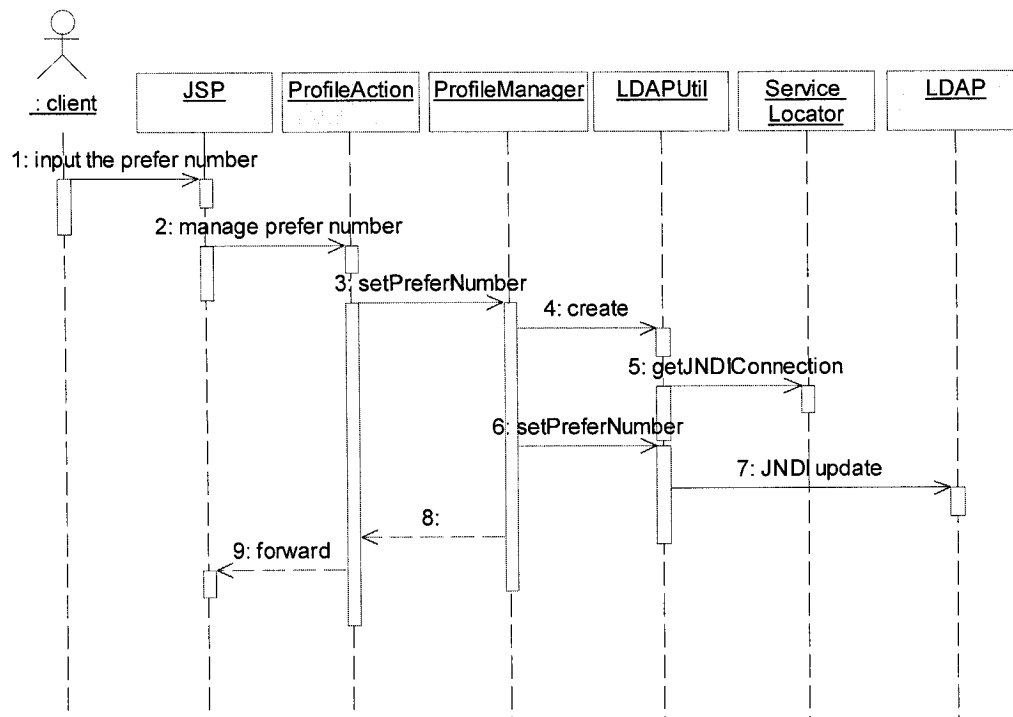 : client
JSP
ProfileAction
ProfileManager
LDAPUtil
Service
Locator
LDAP
1: input the prefer number
2: manage prefer number
3: setPreferNumber
4: create
5: getJNDIConnection
6: setPreferNumber
7: JNDI update
8:
9: forward